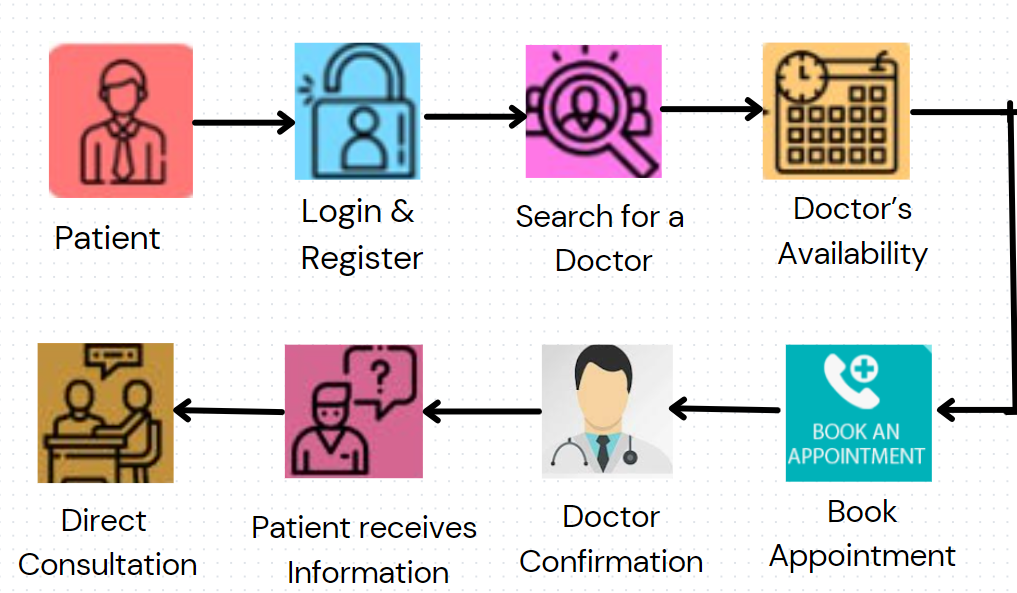 Patient
Login &
Register
Search for a
Doctor
Doctor’s
Availability
BOOK AN
APPOINTMENT
Book
Appointment
Doctor
Confirmation
?
Patient receives
Information
Direct
Consultation